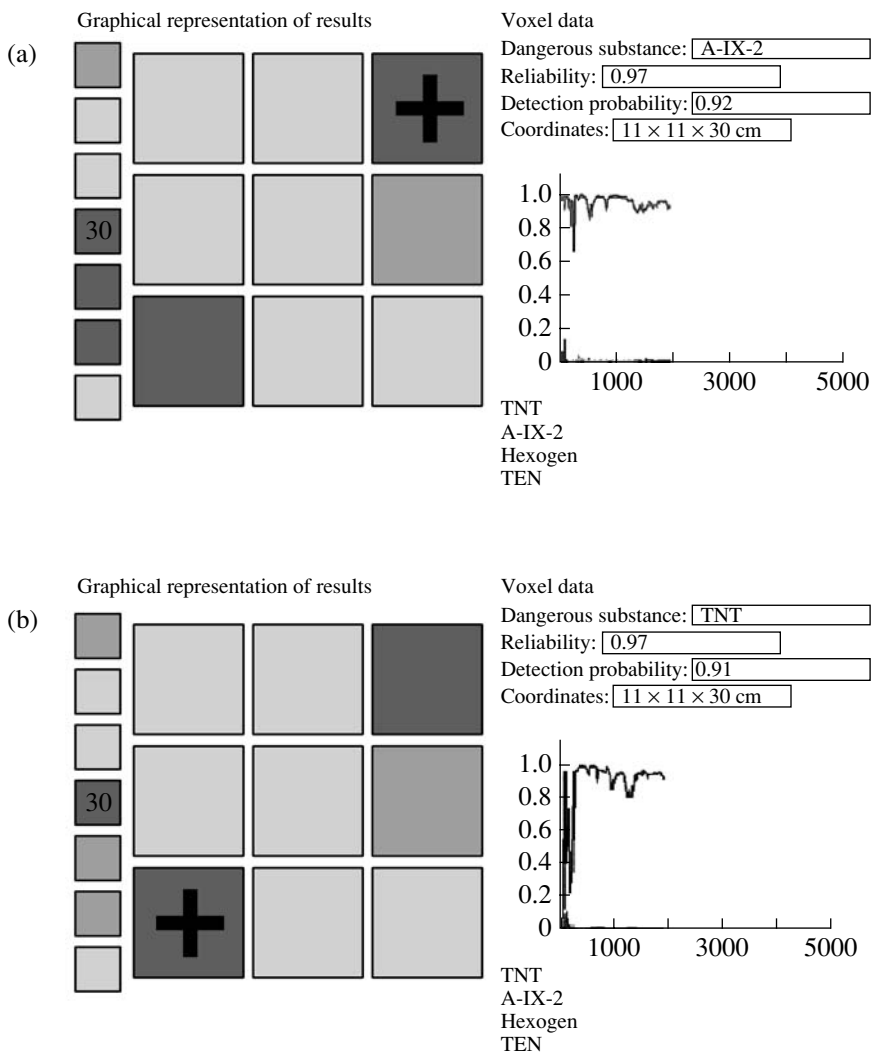 (a)
Graphical representation of results
30
Voxel data
Dangerous substance: A-IX-2
Reliability: 0.97
Detection probability: 0.92
Coordinates: 11 × 11 × 30 cm
1.0
0.8
0.6
0.4
0.2
0
1000 3000 5000
TNT
A-IX-2
Hexogen
TEN
(b)
Graphical representation of results
30
Voxel data
Dangerous substance: TNT
Reliability: 0.97
Detection probability: 0.91
Coordinates: 11 × 11 × 30 cm
1.0
0.8
0.6
0.4
0.2
0
1000 3000 5000
TNT
A-IX-2
Hexogen
TEN